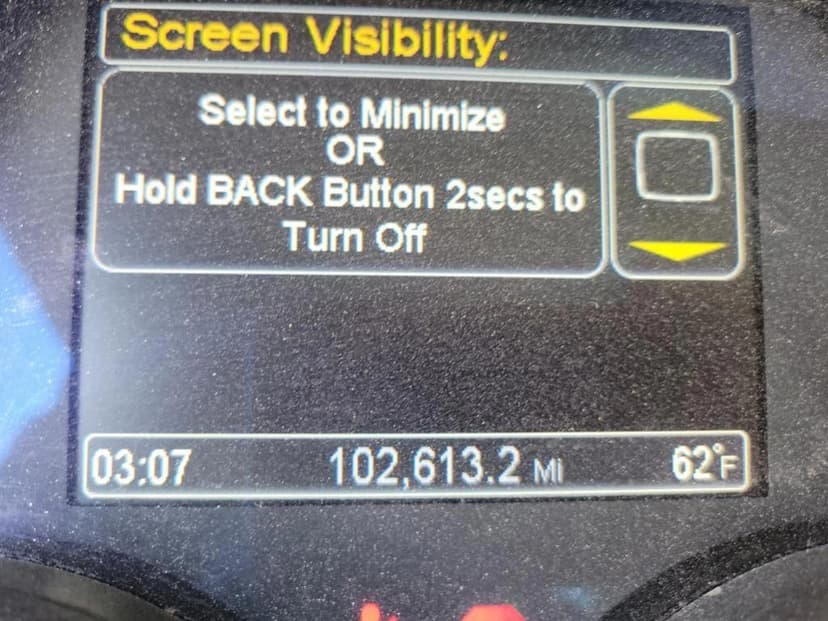 Screen Visibility:
Select to Minimize
OR
Hold BACK Button 2secs to
Turn Off
03:07 102,613.2 Mi 62°F